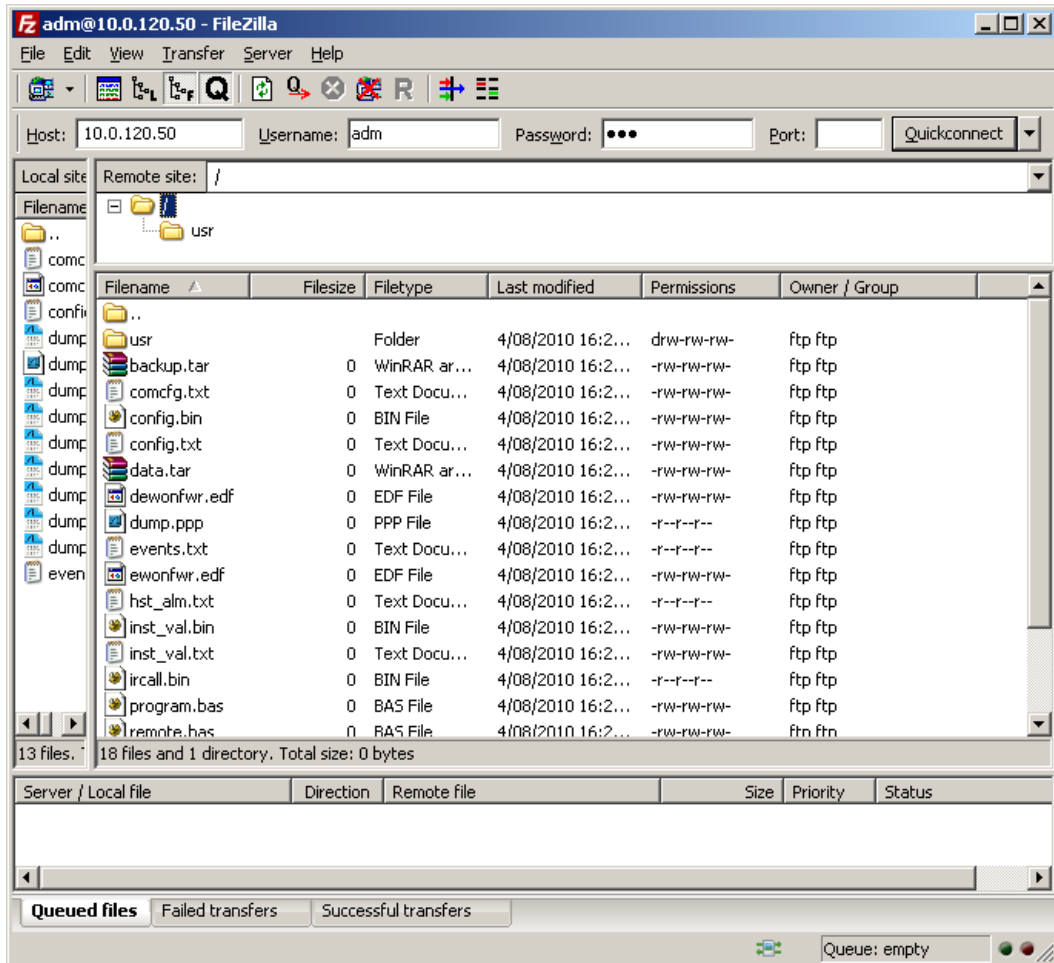 adm@10.0.120.50 - FileZilla
File Edit View Transfer Server Help
Host: 10.0.120.50 Username: adm Password: ●●● Port: Quickconnect
Local site Remote site: /
Filename
/
usr
..
comc
comc
confi
dump
dump
dump
dump
dump
dump
dump
dump
dump
even
Filename Filesize Filetype Last modified Permissions Owner / Group
..
usr Folder 4/08/2010 16:2... drw-rw-rw- ftp ftp
backup.tar 0 WinRAR ar... 4/08/2010 16:2... -rw-rw-rw- ftp ftp
comcfg.txt 0 Text Docu... 4/08/2010 16:2... -rw-rw-rw- ftp ftp
config.bin 0 BIN File 4/08/2010 16:2... -rw-rw-rw- ftp ftp
config.txt 0 Text Docu... 4/08/2010 16:2... -rw-rw-rw- ftp ftp
data.tar 0 WinRAR ar... 4/08/2010 16:2... -rw-rw-rw- ftp ftp
dewonfwr.edf 0 EDF File 4/08/2010 16:2... -rw-rw-rw- ftp ftp
dump.ppp 0 PPP File 4/08/2010 16:2... -r--r--r-- ftp ftp
events.txt 0 Text Docu... 4/08/2010 16:2... -r--r--r-- ftp ftp
ewonfwr.edf 0 EDF File 4/08/2010 16:2... -rw-rw-rw- ftp ftp
hst_alm.txt 0 Text Docu... 4/08/2010 16:2... -r--r--r-- ftp ftp
inst_val.bin 0 BIN File 4/08/2010 16:2... -rw-rw-rw- ftp ftp
inst_val.txt 0 Text Docu... 4/08/2010 16:2... -rw-rw-rw- ftp ftp
ircall.bin 0 BIN File 4/08/2010 16:2... -r--r--r-- ftp ftp
program.bas 0 BAS File 4/08/2010 16:2... -rw-rw-rw- ftp ftp
remote.bas 0 BAS File 4/08/2010 16:2... -rw-rw-rw- ftp ftp
13 files. 18 files and 1 directory. Total size: 0 bytes
Server / Local file Direction Remote file Size Priority Status
Queued files Failed transfers Successful transfers
Queue: empty